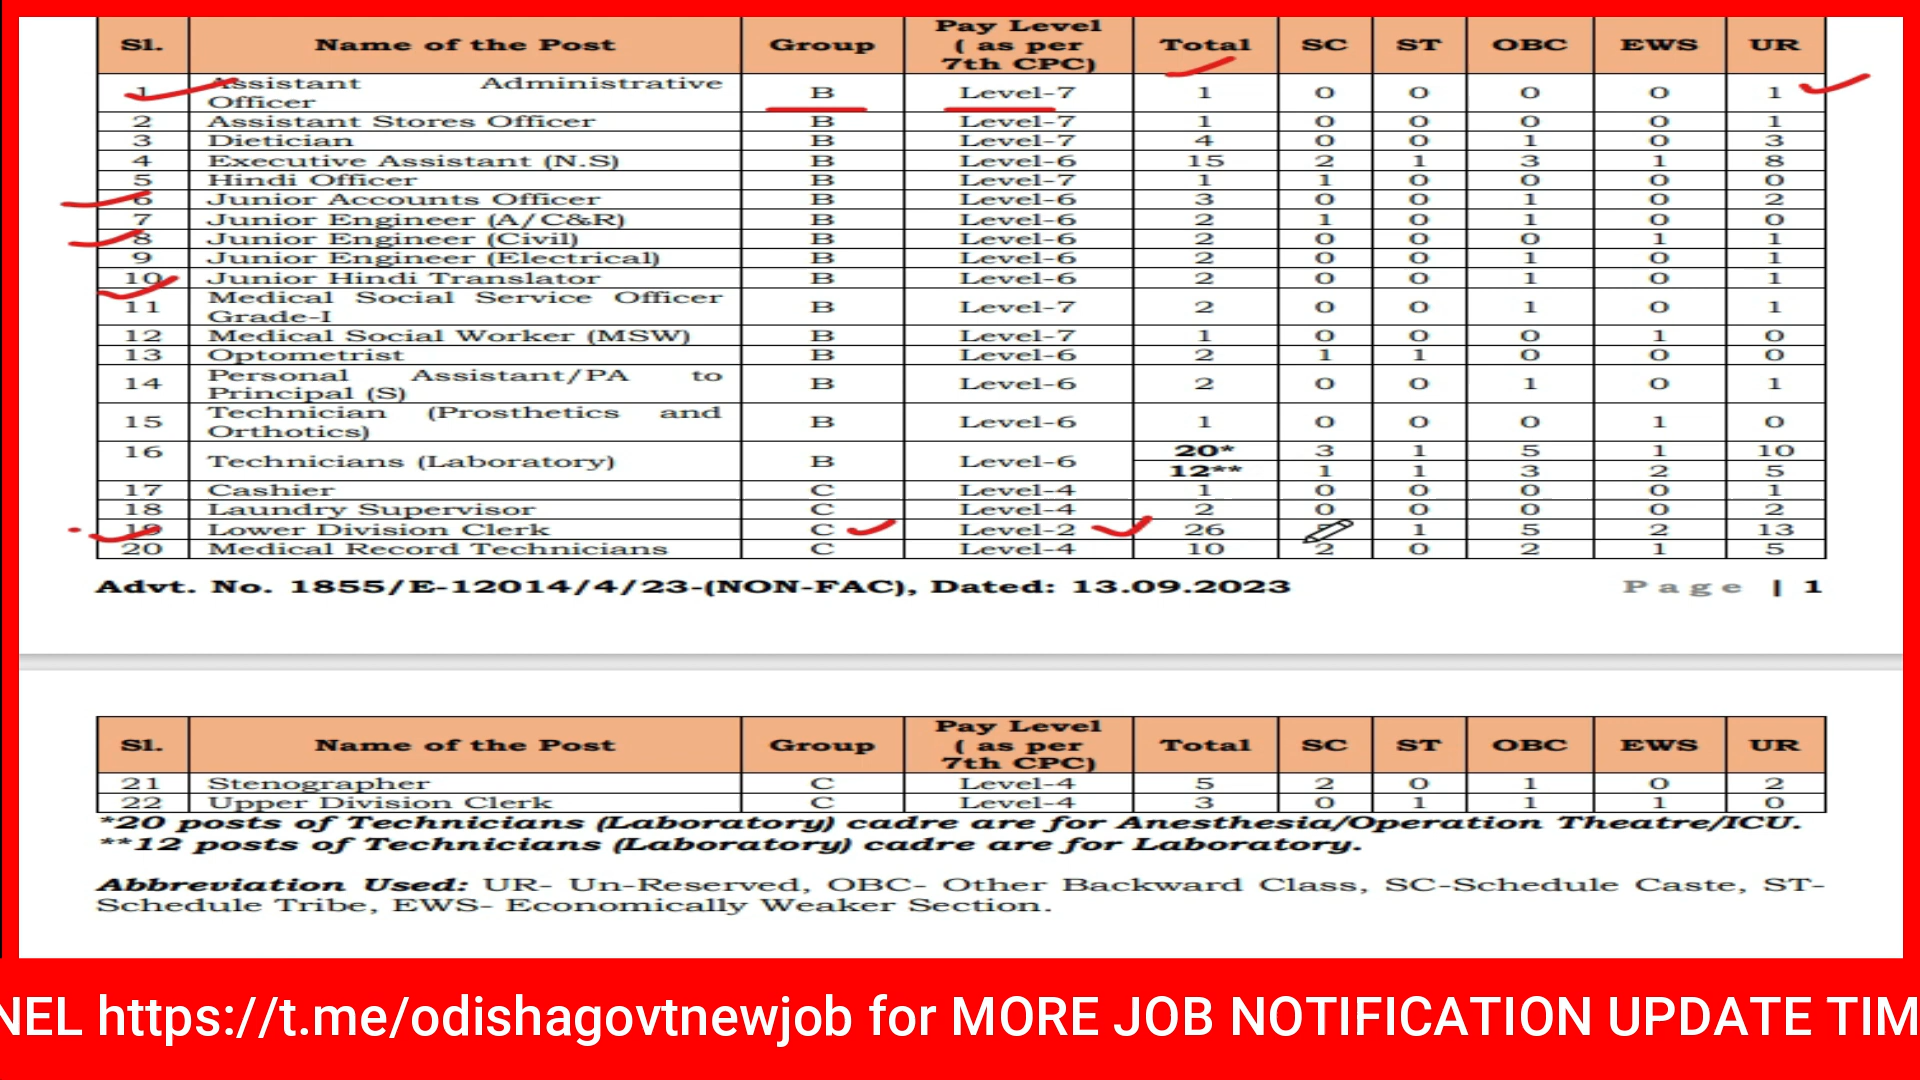 Sl. Name of the Post Group Pay Level ( as per 7th CPC) Total SC ST OBC EWS UR
1 Assistant Administrative Officer B Level-7 1 0 0 0 0 1
2 Assistant Stores Officer B Level-7 1 0 0 0 0 1
3 Dietician B Level-7 4 0 0 1 0 3
4 Executive Assistant (N.S) B Level-6 15 2 1 3 1 8
5 Hindi Officer B Level-7 1 1 0 0 0 0
6 Junior Accounts Officer B Level-6 3 0 0 1 0 2
7 Junior Engineer (A/C&R) B Level-6 2 1 0 1 0 0
8 Junior Engineer (Civil) B Level-6 2 0 0 0 1 1
9 Junior Engineer (Electrical) B Level-6 2 0 0 1 0 1
10 Junior Hindi Translator B Level-6 2 0 0 1 0 1
11 Medical Social Service Officer Grade-I B Level-7 2 0 0 1 0 1
12 Medical Social Worker (MSW) B Level-7 1 0 0 0 1 0
13 Optometrist B Level-6 2 1 1 0 0 0
14 Personal Assistant/PA to Principal (S) B Level-6 2 0 0 1 0 1
15 Technician (Prosthetics and Orthotics) B Level-6 1 0 0 0 1 0
16 Technicians (Laboratory) B Level-6 20* 3 1 5 1 10
12** 1 1 3 2 5
17 Cashier C Level-4 1 0 0 0 0 1
18 Laundry Supervisor C Level-4 2 0 0 0 0 2
19 Lower Division Clerk C Level-2 26 1 5 2 13
20 Medical Record Technicians C Level-4 10 2 0 2 1 5
Advt. No. 1855/E-12014/4/23-(NON-FAC), Dated: 13.09.2023 Page | 1
Sl. Name of the Post Group Pay Level ( as per 7th CPC) Total SC ST OBC EWS UR
21 Stenographer C Level-4 5 2 0 1 0 2
22 Upper Division Clerk C Level-4 3 0 1 1 1 0
*20 posts of Technicians (Laboratory) cadre are for Anesthesia/Operation Theatre/ICU.
**12 posts of Technicians (Laboratory) cadre are for Laboratory.
Abbreviation Used: UR- Un-Reserved, OBC- Other Backward Class, SC-Schedule Caste, ST-
Schedule Tribe, EWS- Economically Weaker Section.
NEL https://t.me/odishagovtnewjob for MORE JOB NOTIFICATION UPDATE TIM